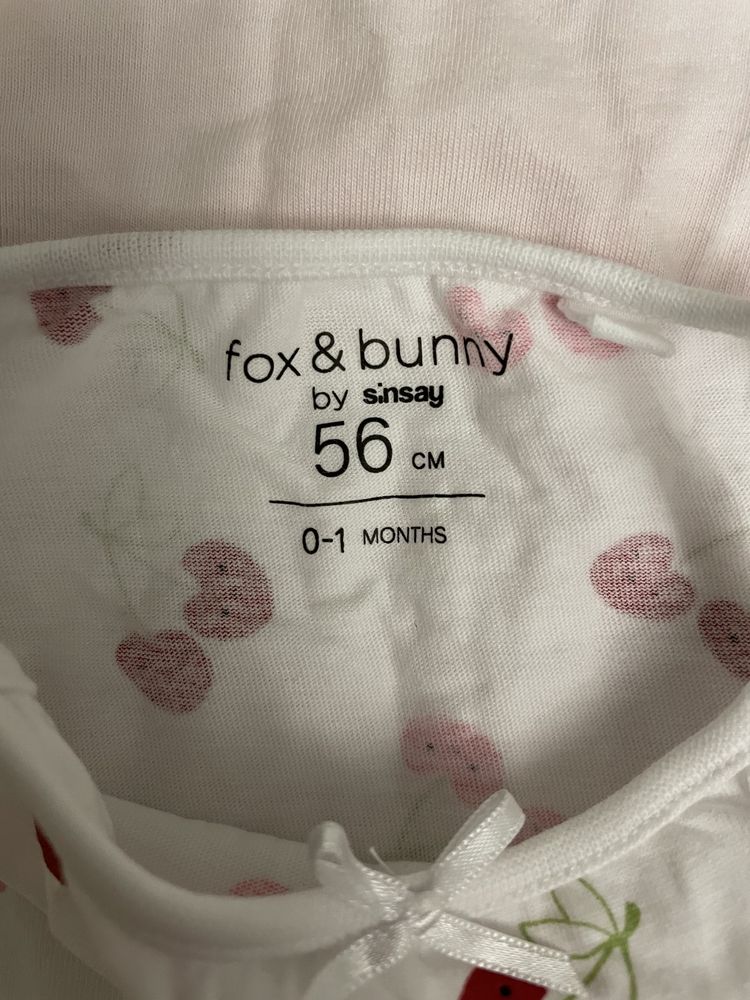 fox & bunny
by sinsay
56 CM
0-1 MONTHS